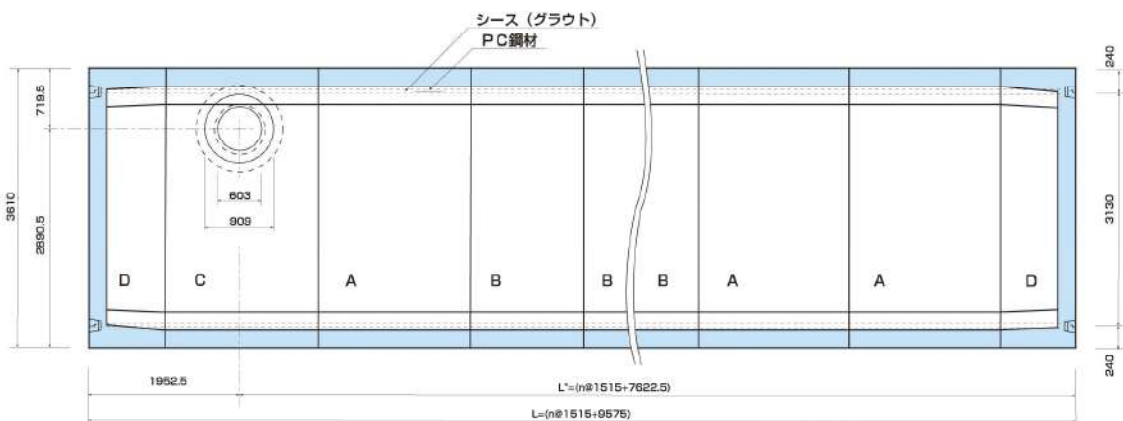 シース（グラウト）
PC鋼材
240
719.5
3610
2890.5
603
909
3130
D
C
A
B
B
B
A
A
D
240
1952.5
L'=(n@1515+7622.5)
L=(n@1515+9575)